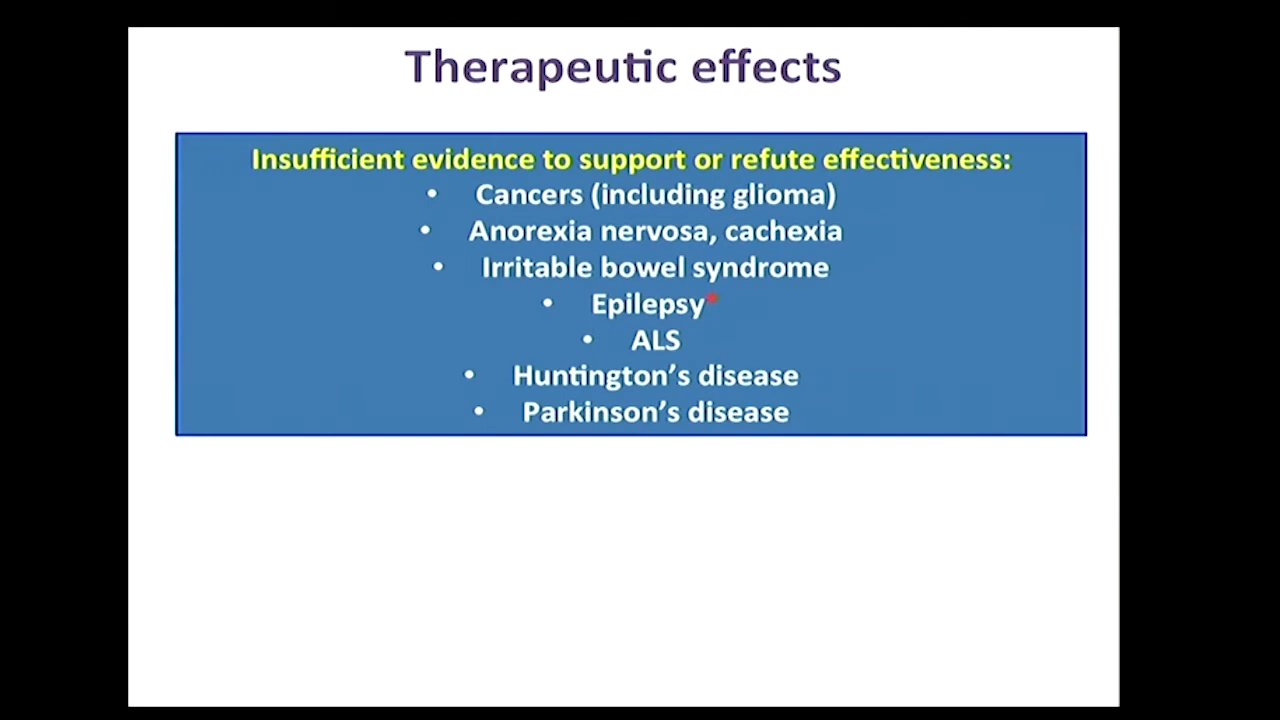 Therapeutic effects
Insufficient evidence to support or refute effectiveness:
• Cancers (including glioma)
• Anorexia nervosa, cachexia
• Irritable bowel syndrome
• Epilepsy*
• ALS
• Huntington’s disease
• Parkinson’s disease